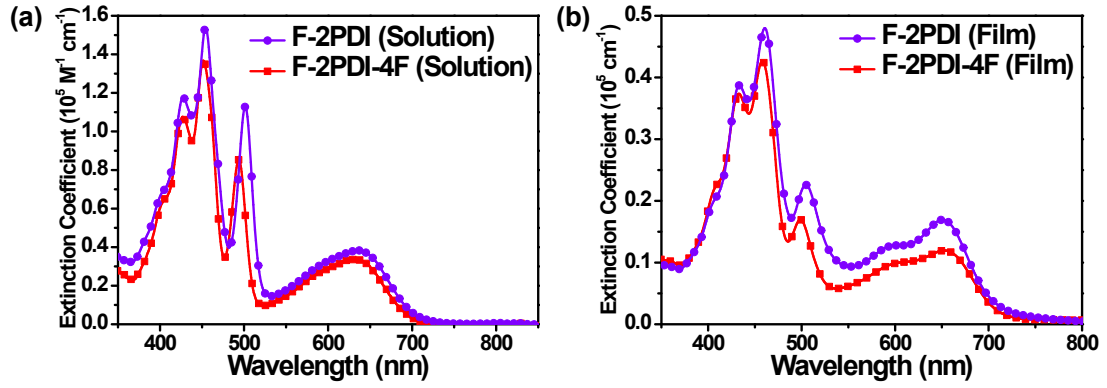 (a)
F-2PDI (Solution)
F-2PDI-4F (Solution)
Extinction Coefficient (10⁵ M⁻¹ cm⁻¹)
1.6
1.4
1.2
1.0
0.8
0.6
0.4
0.2
0.0
400 500 600 700 800
Wavelength (nm)
(b)
F-2PDI (Film)
F-2PDI-4F (Film)
Extinction Coefficient (10⁵ cm⁻¹)
0.5
0.4
0.3
0.2
0.1
0.0
400 500 600 700 800
Wavelength (nm)